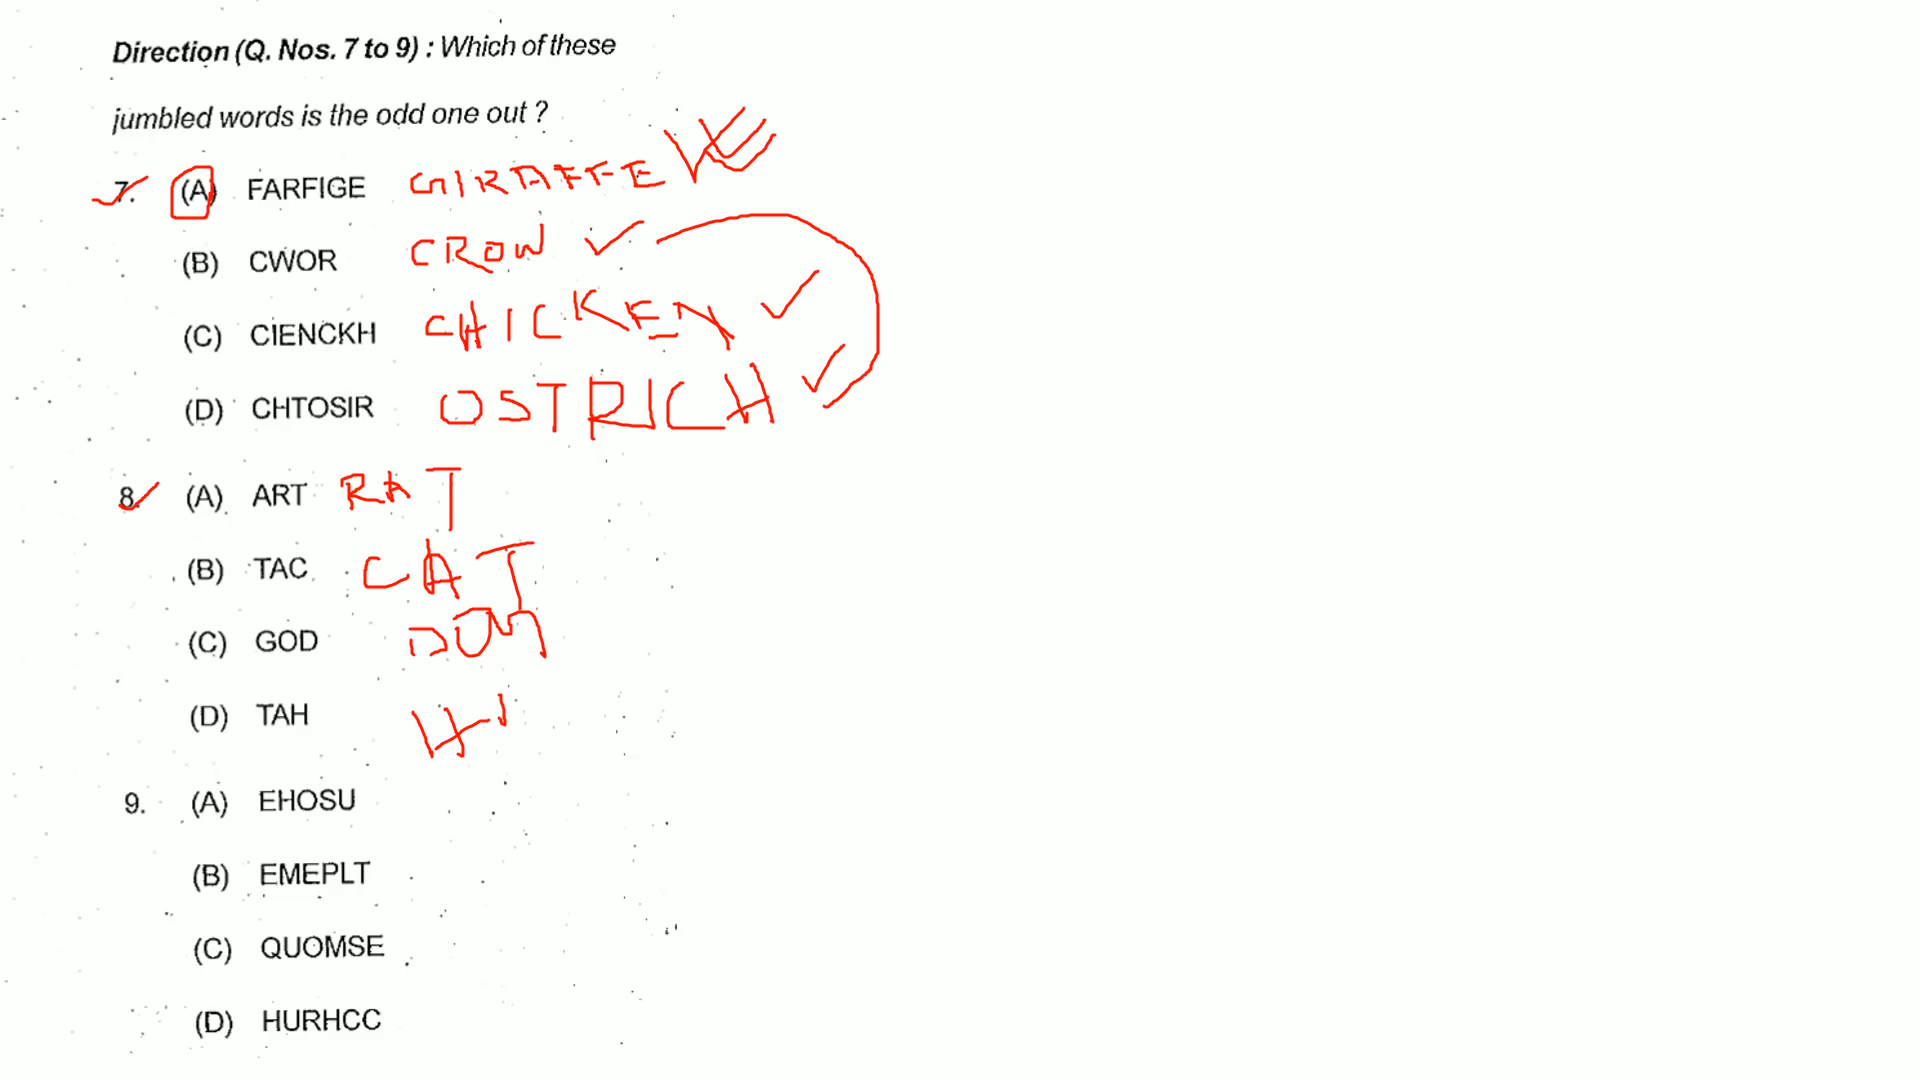 Direction (Q. Nos. 7 to 9) : Which of these
jumbled words is the odd one out ?
7. (A) FARFIGE GIRAFFE
(B) CWOR CROW
(C) CIENCKH CHICKEN
(D) CHTOSIR OSTRICH
8. (A) ART RAT
(B) TAC CAT
(C) GOD DOG
(D) TAH
9. (A) EHOSU
(B) EMEPLT
(C) QUOMSE
(D) HURHCC